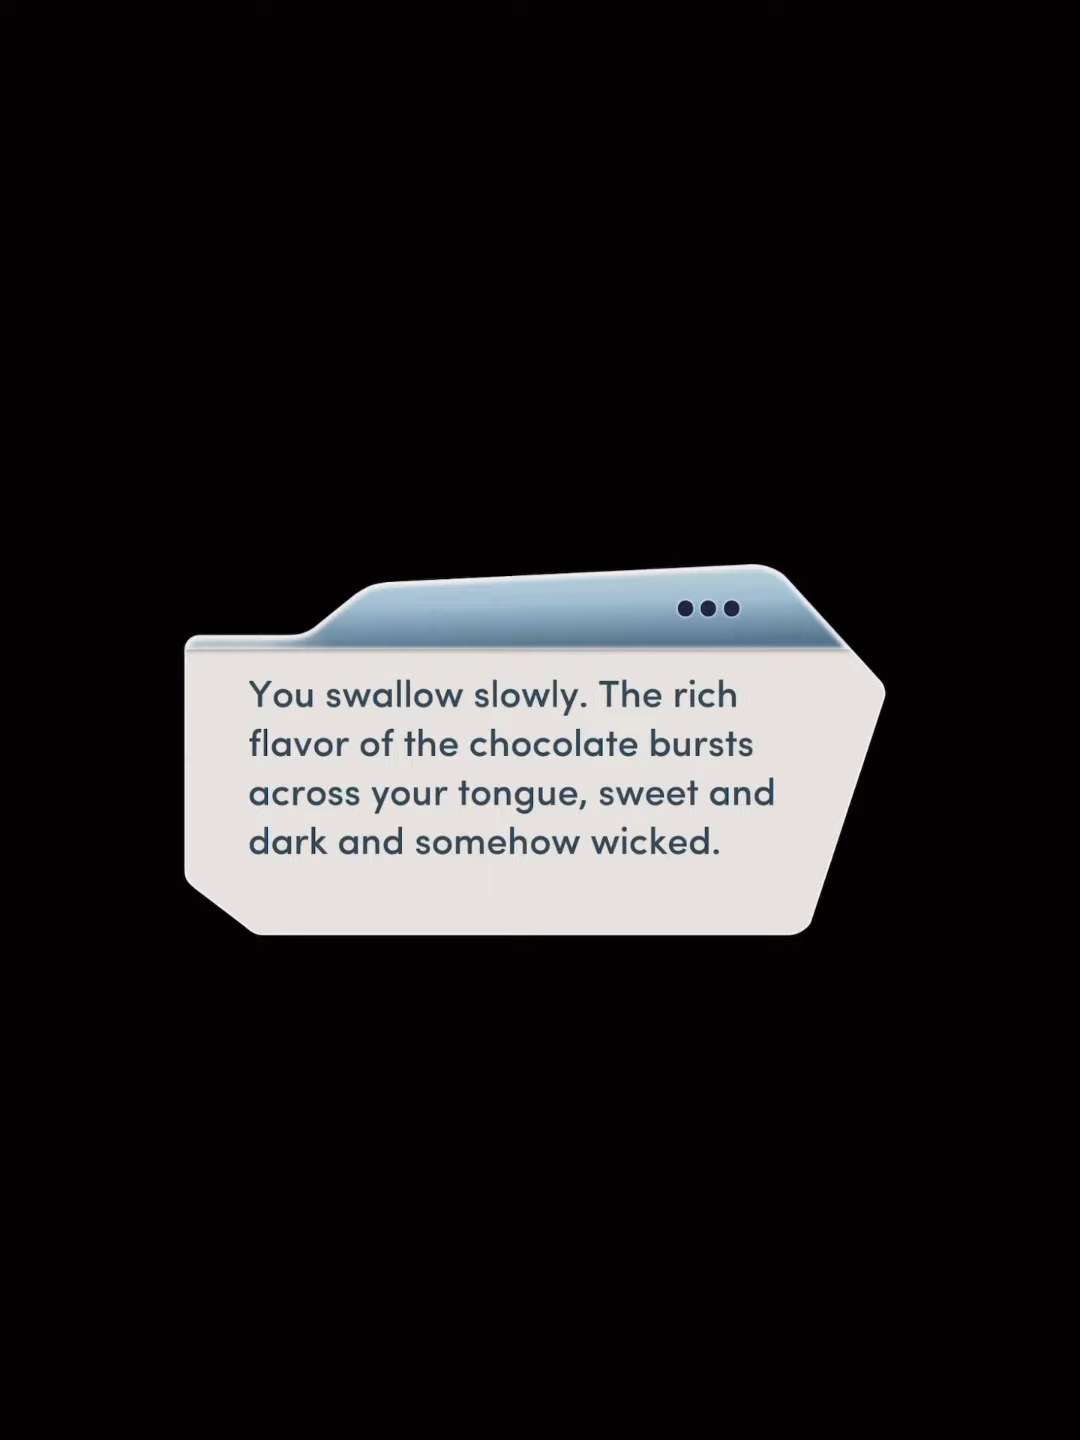 You swallow slowly. The rich
flavor of the chocolate bursts
across your tongue, sweet and
dark and somehow wicked.